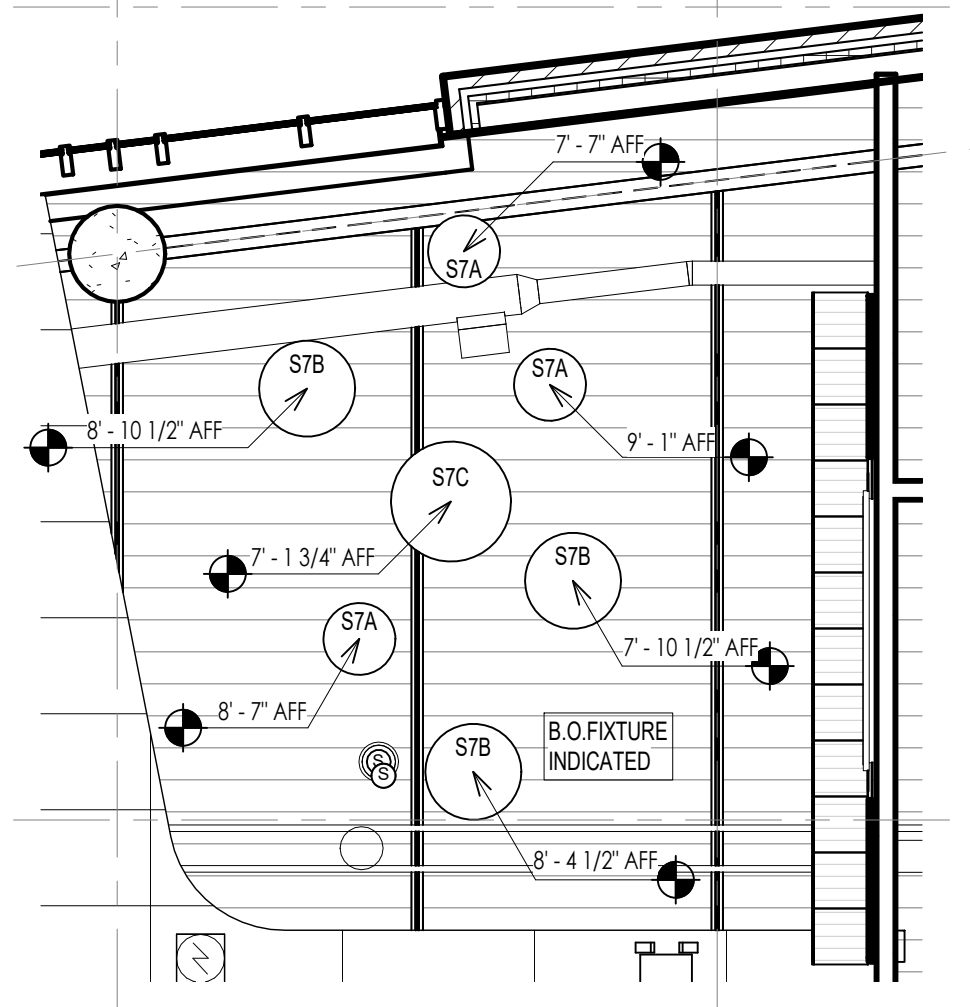 7' - 7" AFF
S7A
S7B
S7A
8' - 10 1/2" AFF
9' - 1" AFF
S7C
7' - 1 3/4" AFF
S7B
S7A
7' - 10 1/2" AFF
8' - 7" AFF
S7B
B.O.FIXTURE
INDICATED
S
S
8' - 4 1/2" AFF